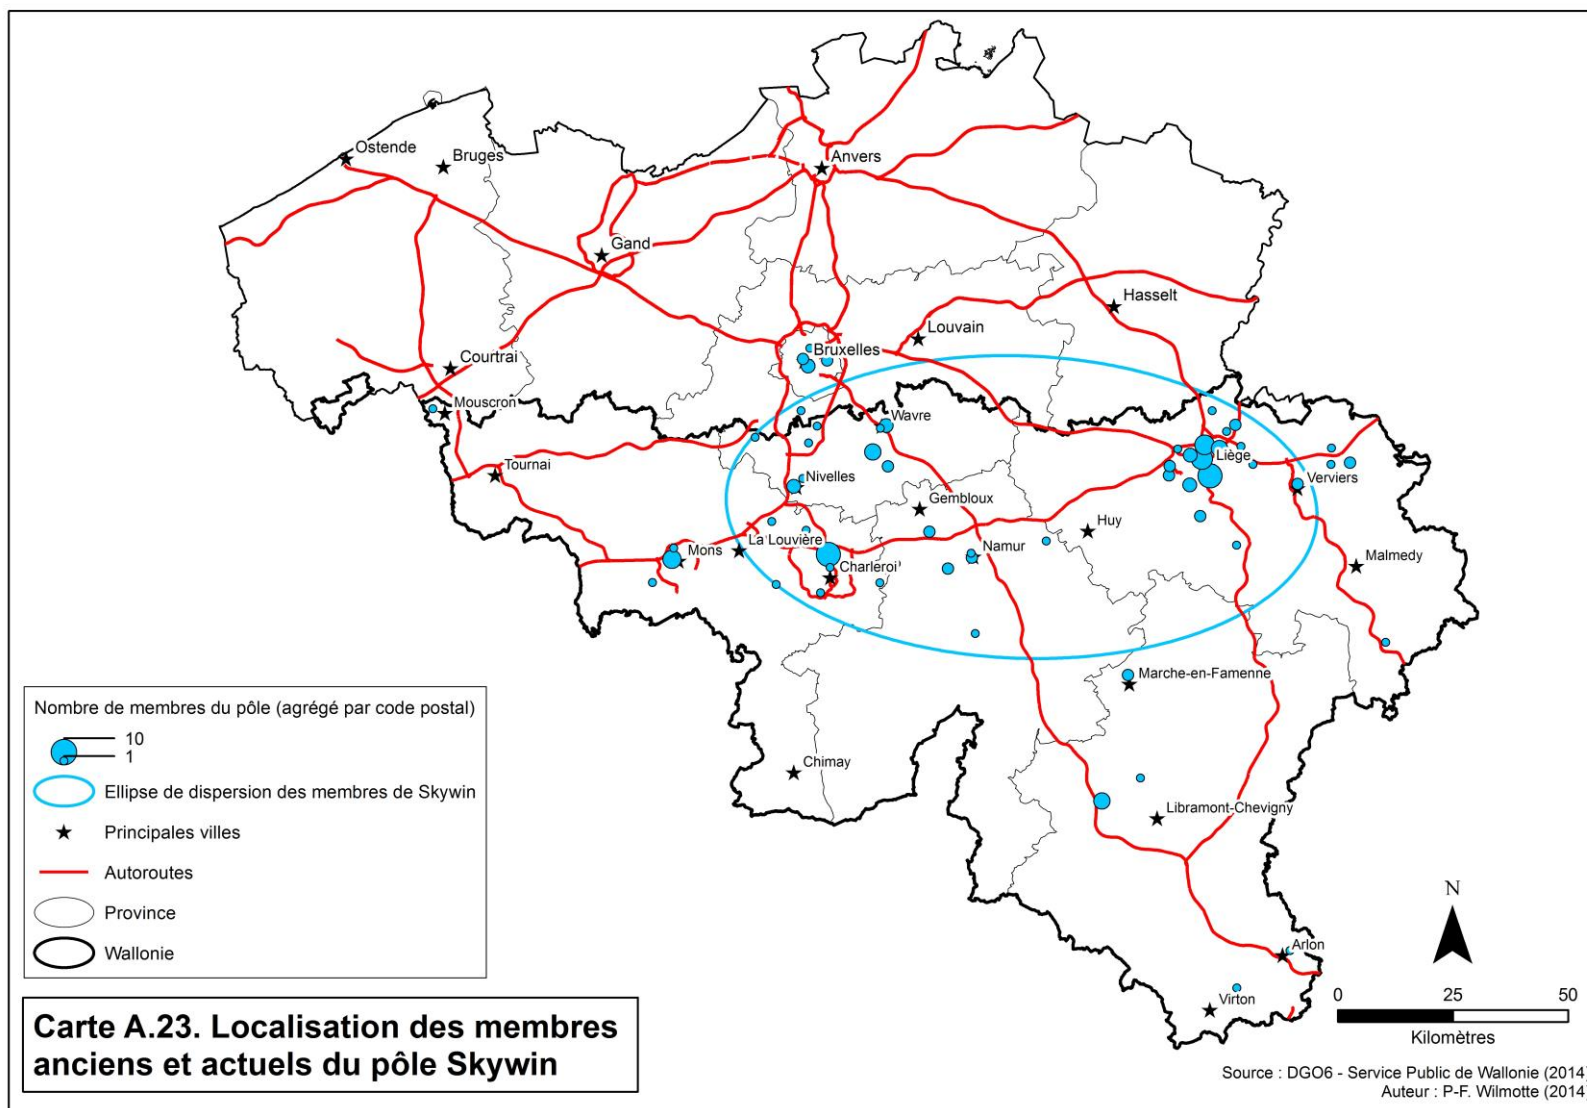 Ostende
Bruges
Anvers
Gand
Hasselt
Louvain
Bruxelles
Courtrai
Mouscron
Wavre
Tournai
Nivelles
Liège
Verviers
Gembloux
Huy
La Louvière
Mons
Namur
Charleroi
Malmedy
Marche-en-Famenne
Chimay
Libramont-Chevigny
Arlon
Virton
Nombre de membres du pôle (agrégé par code postal)
10
1
Ellipse de dispersion des membres de Skywin
Principales villes
Autoroutes
Province
Wallonie
N
0 25 50
Kilomètres
Carte A.23. Localisation des membres
anciens et actuels du pôle Skywin
Source : DGO6 - Service Public de Wallonie (2014)
Auteur : P-F. Wilmotte (2014)